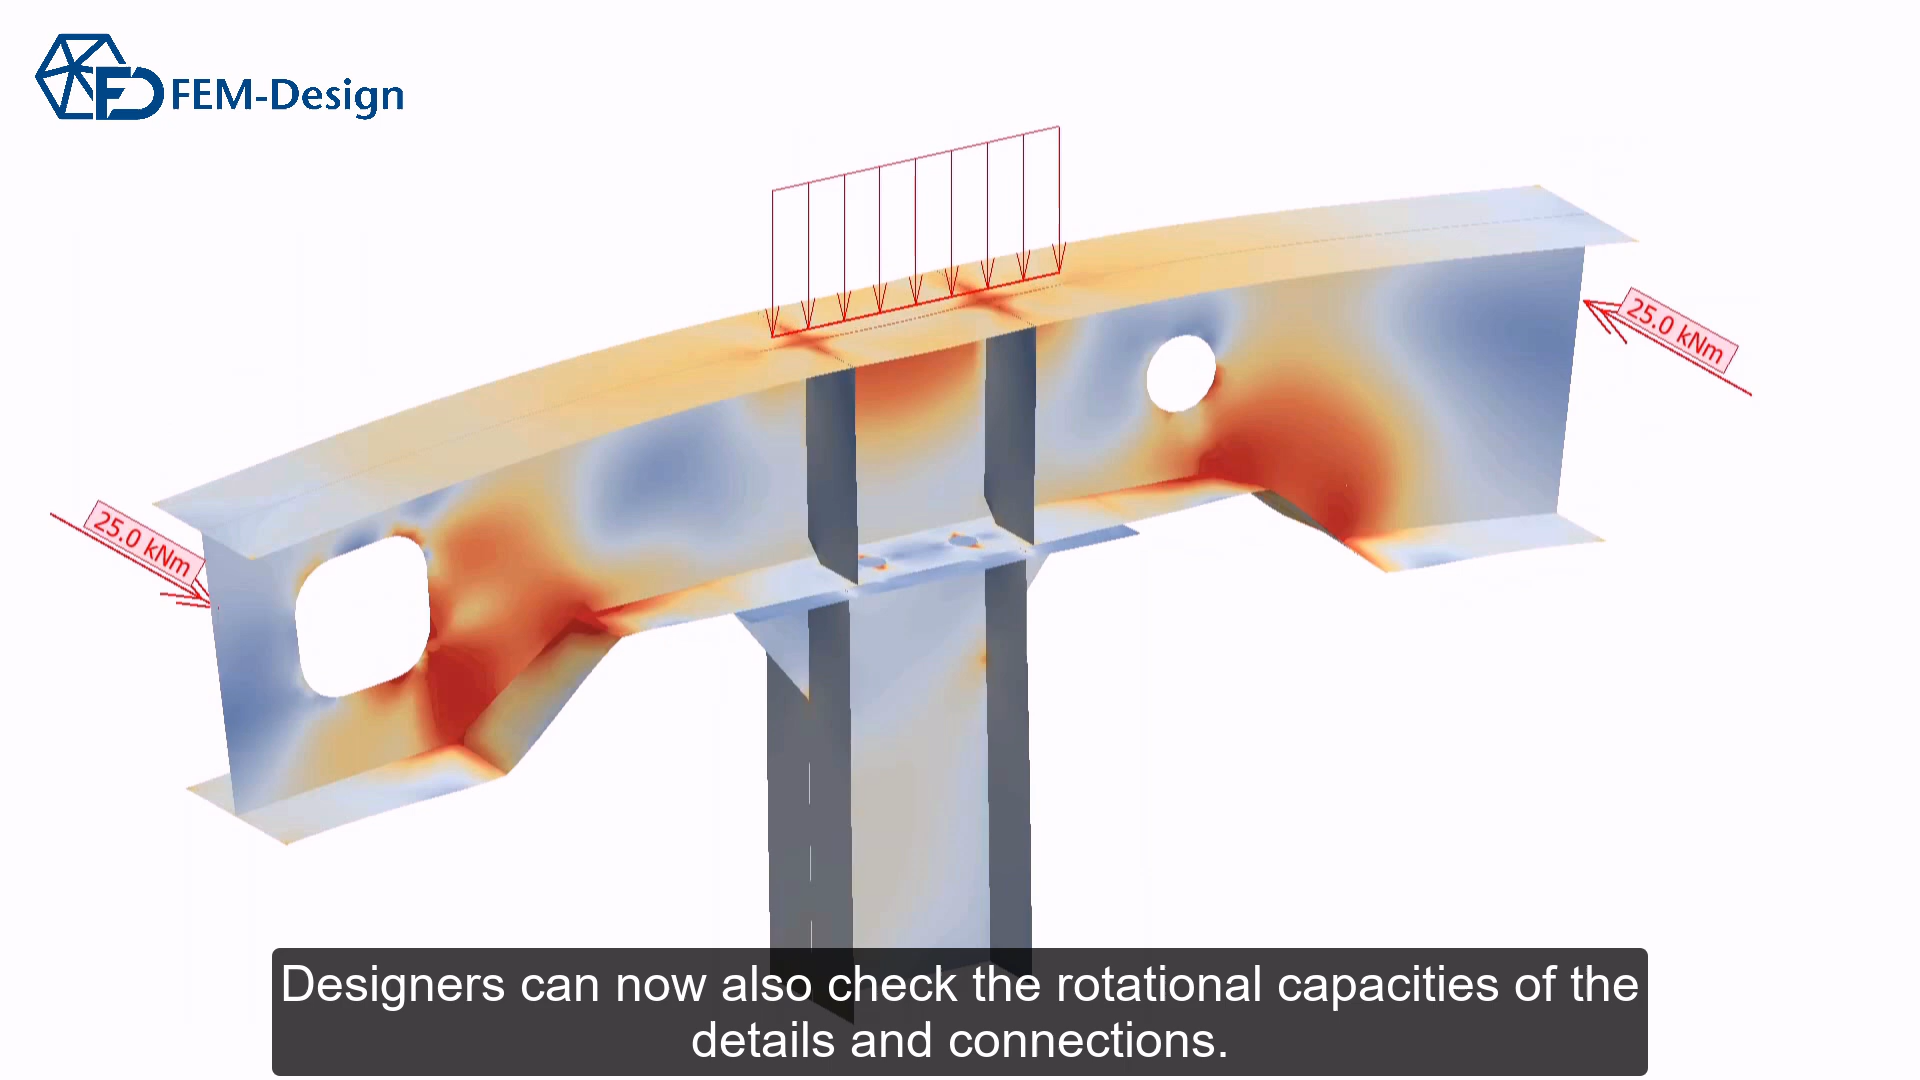 FEM-Design
25.0 kNm
25.0 kNm
Designers can now also check the rotational capacities of the
details and connections.